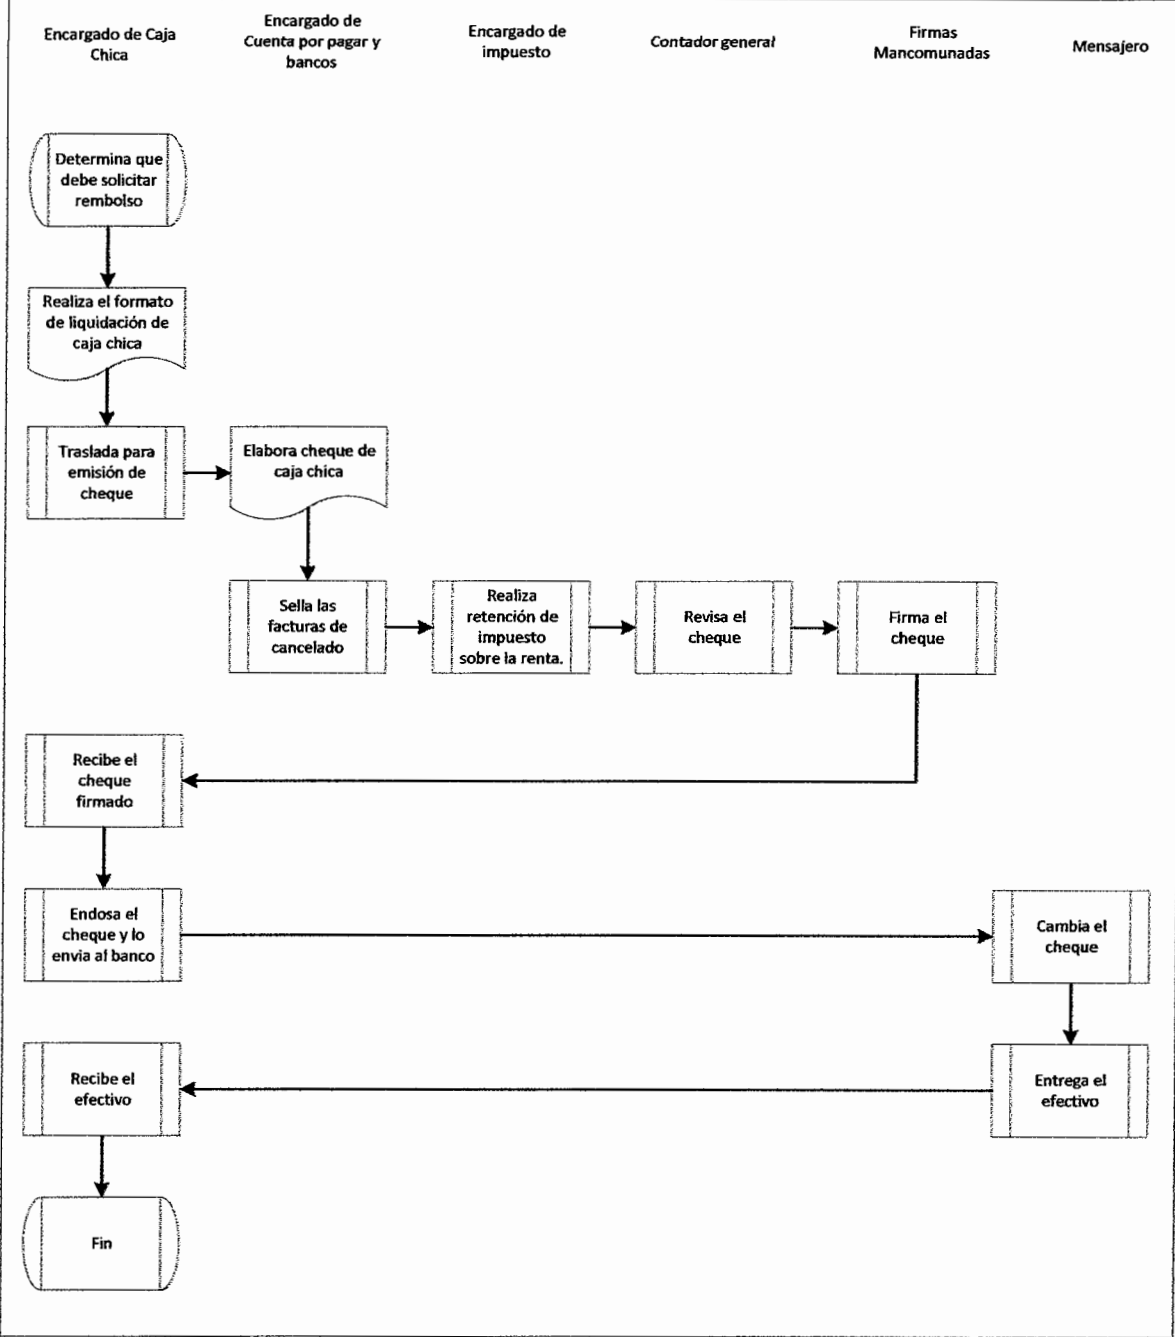 Encargado de Caja
Chica
Encargado de
Cuenta por pagar y
bancos
Encargado de
impuesto
Contador general
Firmas
Mancomunadas
Mensajero
Determina que
debe solicitar
rembolso
Realiza el formato
de liquidación de
caja chica
Traslada para
emisión de
cheque
Elabora cheque de
caja chica
Sella las
facturas de
cancelado
Realiza
retención de
impuesto
sobre la renta.
Revisa el
cheque
Firma el
cheque
Recibe el
cheque
firmado
Endosa el
cheque y lo
envia al banco
Cambia el
cheque
Recibe el
efectivo
Entrega el
efectivo
Fin